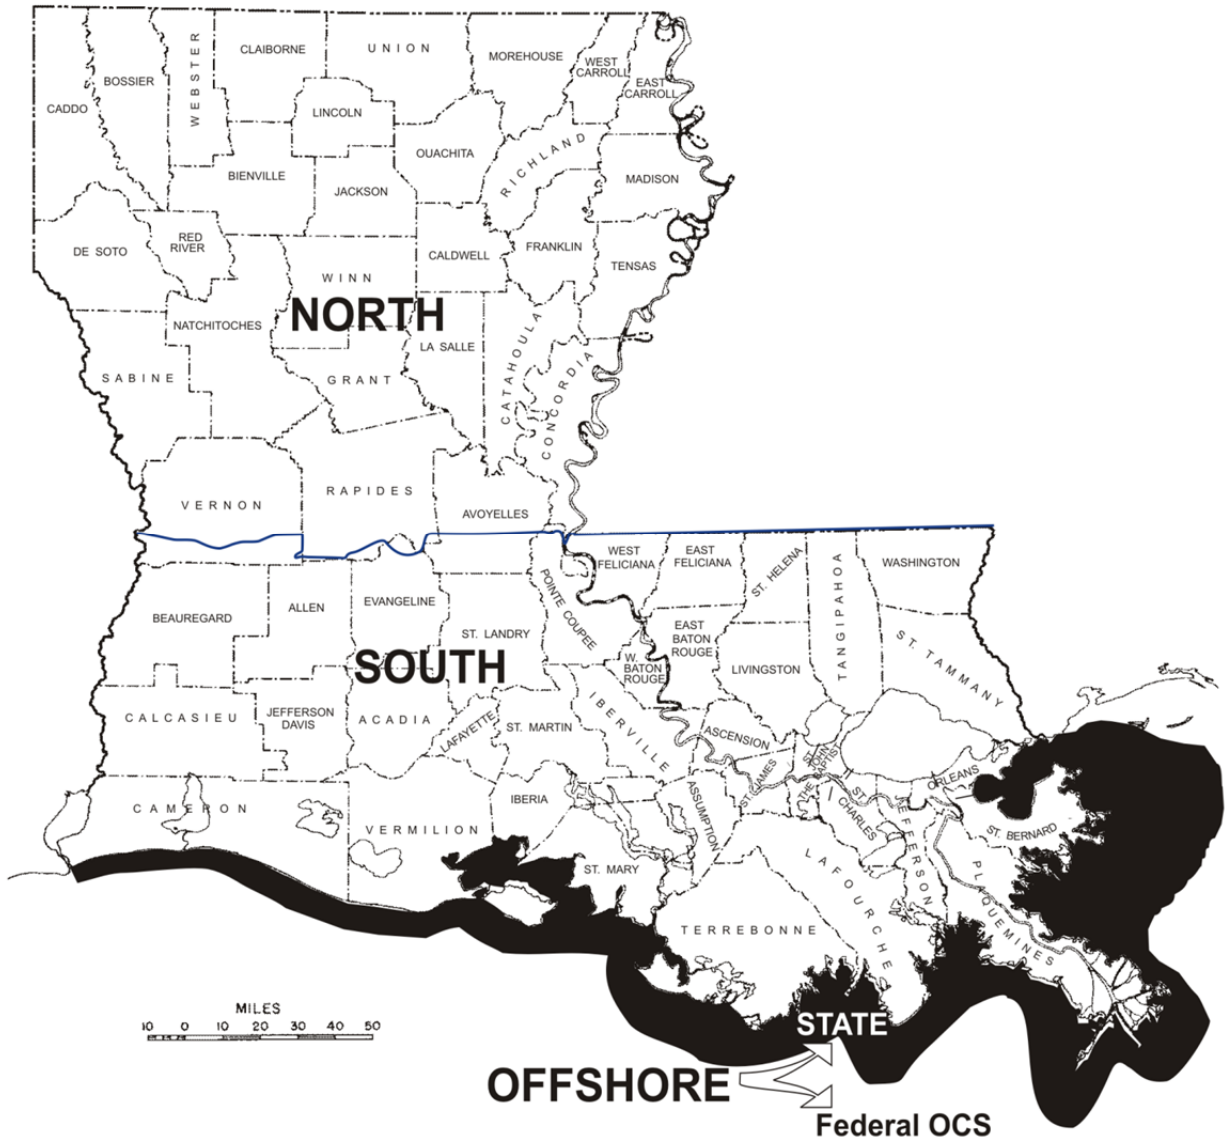 CLAIBORNE
UNION
MOREHOUSE
WEST
CARROLL
EAST
CARROLL
WEBSTER
BOSSIER
CADDO
LINCOLN
RICHLAND
OUACHITA
BIENVILLE
JACKSON
MADISON
DE SOTO
RED
RIVER
CALDWELL
FRANKLIN
TENSAS
WINN
NORTH
NATCHITOCHES
LA SALLE
CATAHOULA
CONCORDIA
SABINE
GRANT
VERNON
RAPIDES
AVOYELLES
WEST
FELICIANA
EAST
FELICIANA
ST. HELENA
TANGIPAHOA
WASHINGTON
BEAUREGARD
ALLEN
EVANGELINE
ST. LANDRY
POINTE COUPEE
EAST
BATON
ROUGE
W.
BATON
ROUGE
LIVINGSTON
ST. TAMMANY
SOUTH
CALCASIEU
JEFFERSON
DAVIS
ACADIA
LAFAYETTE
ST. MARTIN
IBERVILLE
ASCENSION
ST. JAMES
ST. JOHN
THE BAPTIST
ORLEANS
CAMERON
VERMILION
IBERIA
ASSUMPTION
ST. CHARLES
JEFFERSON
ST. BERNARD
ST. MARY
TERREBONNE
LAFOURCHE
PLAQUEMINES
MILES
10 0 10 20 30 40 50
STATE
OFFSHORE
Federal OCS